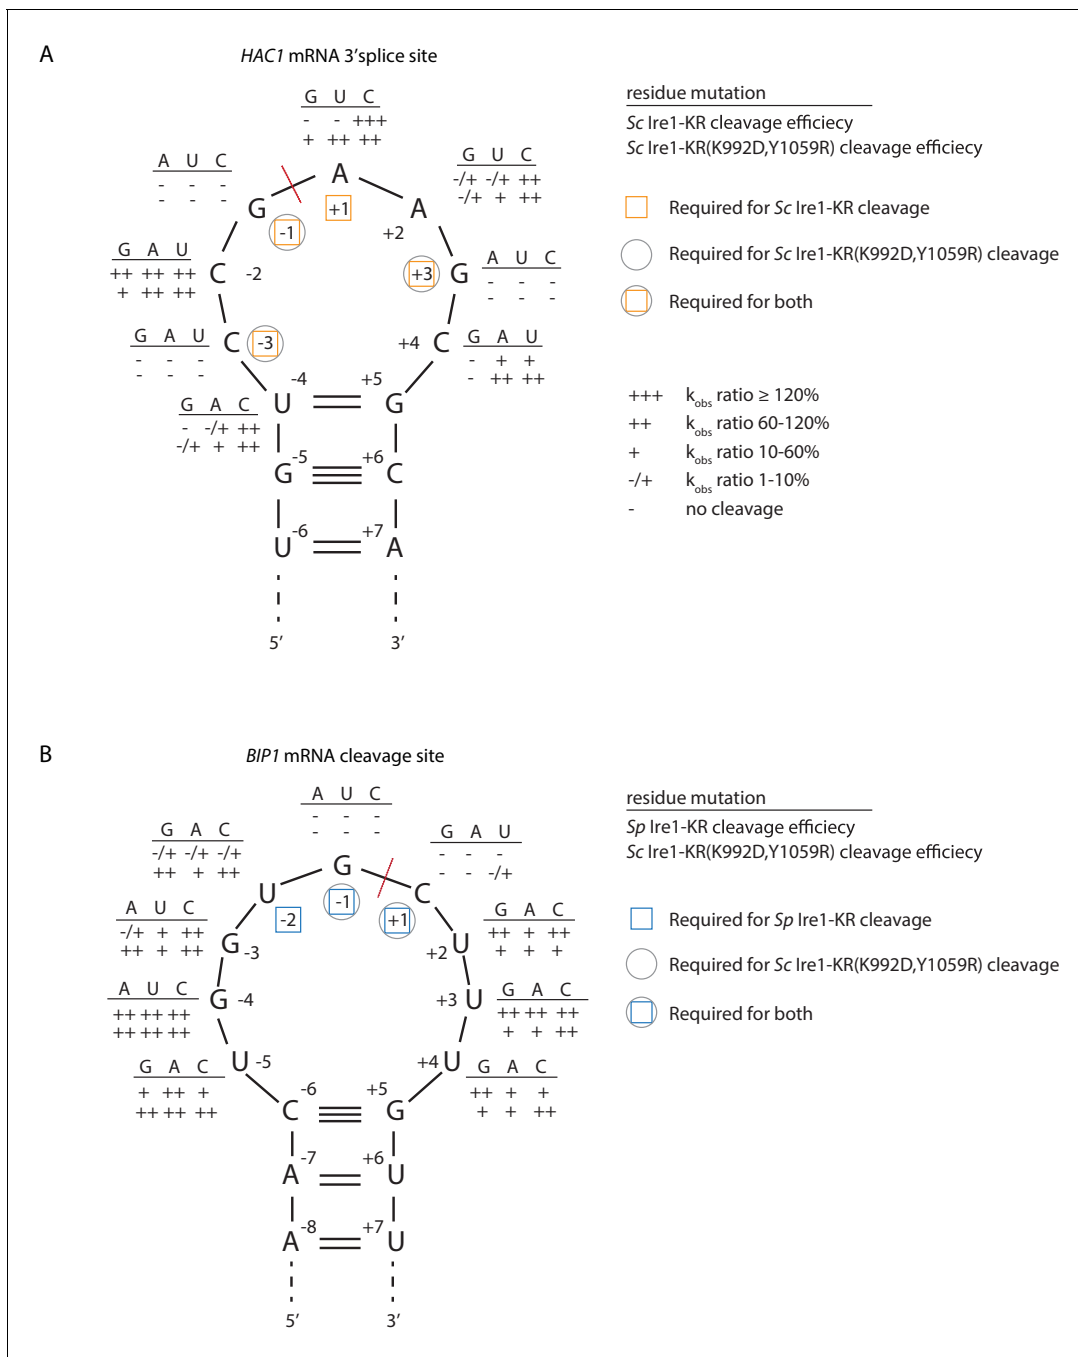 A
HAC1 mRNA 3′splice site
G U C
- - +++
+ ++ ++
A U C
- - -
- - -
G U C
-/+ -/+ ++
-/+ + ++
A
G
A
+1
-1
+2
G A U
++ ++ ++
+ ++ ++
C
-2
+3
G
A U C
- - -
- - -
G A U
- - -
- - -
C
-3
+4
C
G A U
- + +
- ++ ++
G A C
- -/+ ++
-/+ + ++
U
-4
+5
G
G
-5
+6
C
U
-6
+7
A
5′
3′
residue mutation
Sc Ire1-KR cleavage efficiecy
Sc Ire1-KR(K992D,Y1059R) cleavage efficiecy
Required for Sc Ire1-KR cleavage
Required for Sc Ire1-KR(K992D,Y1059R) cleavage
Required for both
+++ kobs ratio ≥ 120%
++ kobs ratio 60-120%
+ kobs ratio 10-60%
-/+ kobs ratio 1-10%
- no cleavage
B
BIP1 mRNA cleavage site
A U C
- - -
- - -
G A C
-/+ -/+ -/+
++ + ++
G A U
- - -
- - -/+
G
U
C
-2
-1
+1
A U C
-/+ + ++
++ + ++
G
-3
+2
U
G A C
++ + ++
+ + +
A U C
++ ++ ++
++ ++ ++
G
-4
+3
U
G A C
++ ++ ++
+ + ++
G A C
+ ++ +
++ ++ ++
U
-5
+4
U
G A C
++ + +
+ + ++
C
-6
+5
G
A
-7
+6
U
A
-8
+7
U
5′
3′
residue mutation
Sp Ire1-KR cleavage efficiecy
Sc Ire1-KR(K992D,Y1059R) cleavage efficiecy
Required for Sp Ire1-KR cleavage
Required for Sc Ire1-KR(K992D,Y1059R) cleavage
Required for both